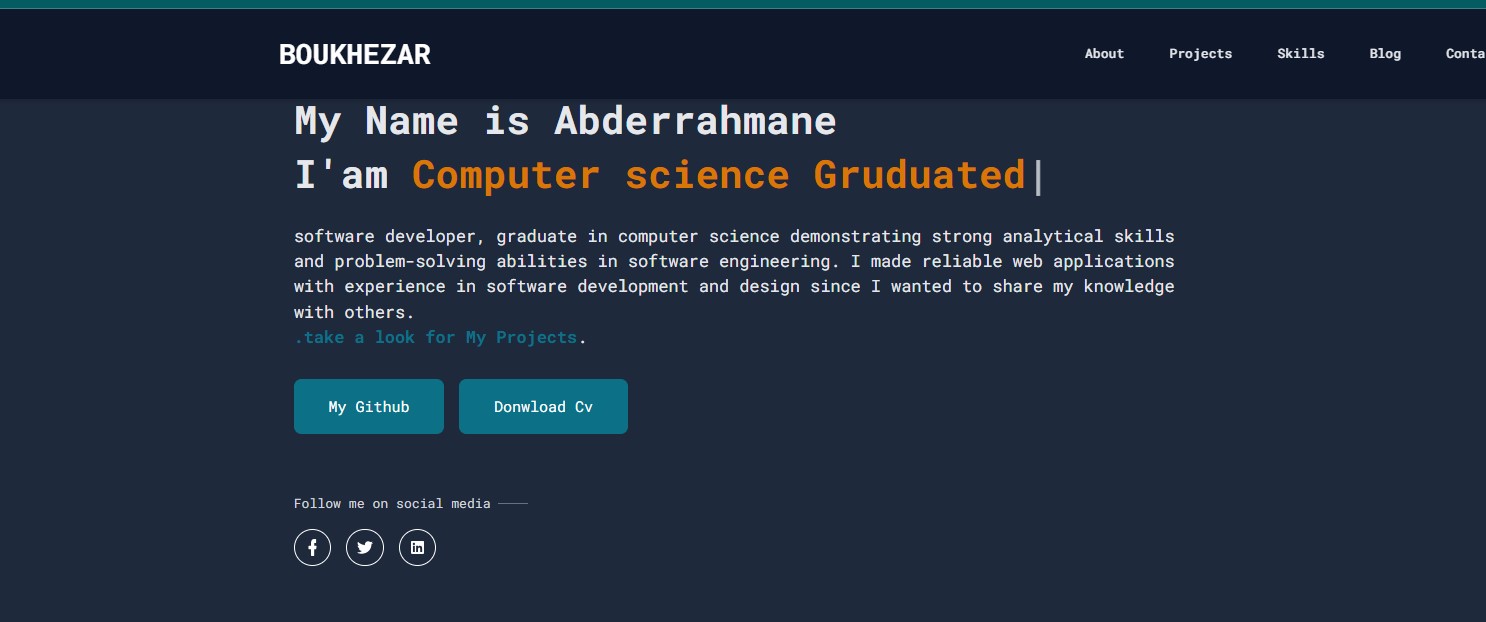 BOUKHEZAR
About Projects Skills Blog Conta
My Name is Abderrahmane
I'am Computer science Gruduated|
software developer, graduate in computer science demonstrating strong analytical skills
and problem-solving abilities in software engineering. I made reliable web applications
with experience in software development and design since I wanted to share my knowledge
with others.
.take a look for My Projects.
My Github Donwload Cv
Follow me on social media